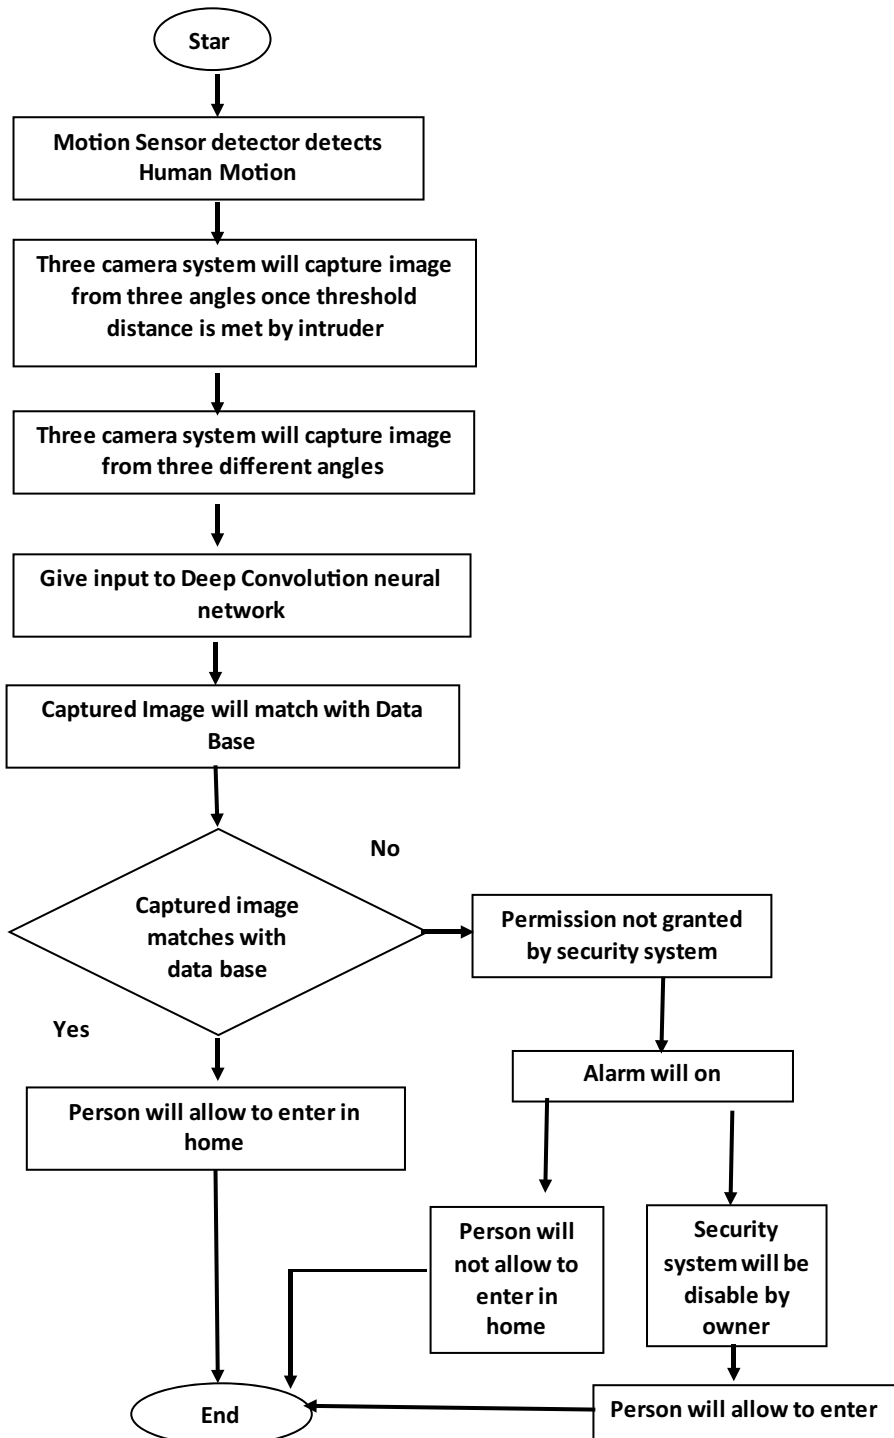 Star
Motion Sensor detector detects
Human Motion
Three camera system will capture image
from three angles once threshold
distance is met by intruder
Three camera system will capture image
from three different angles
Give input to Deep Convolution neural
network
Captured Image will match with Data
Base
No
Captured image
matches with
data base
Permission not granted
by security system
Yes
Alarm will on
Person will allow to enter in
home
Person will
not allow to
enter in
home
Security
system will be
disable by
owner
End
Person will allow to enter